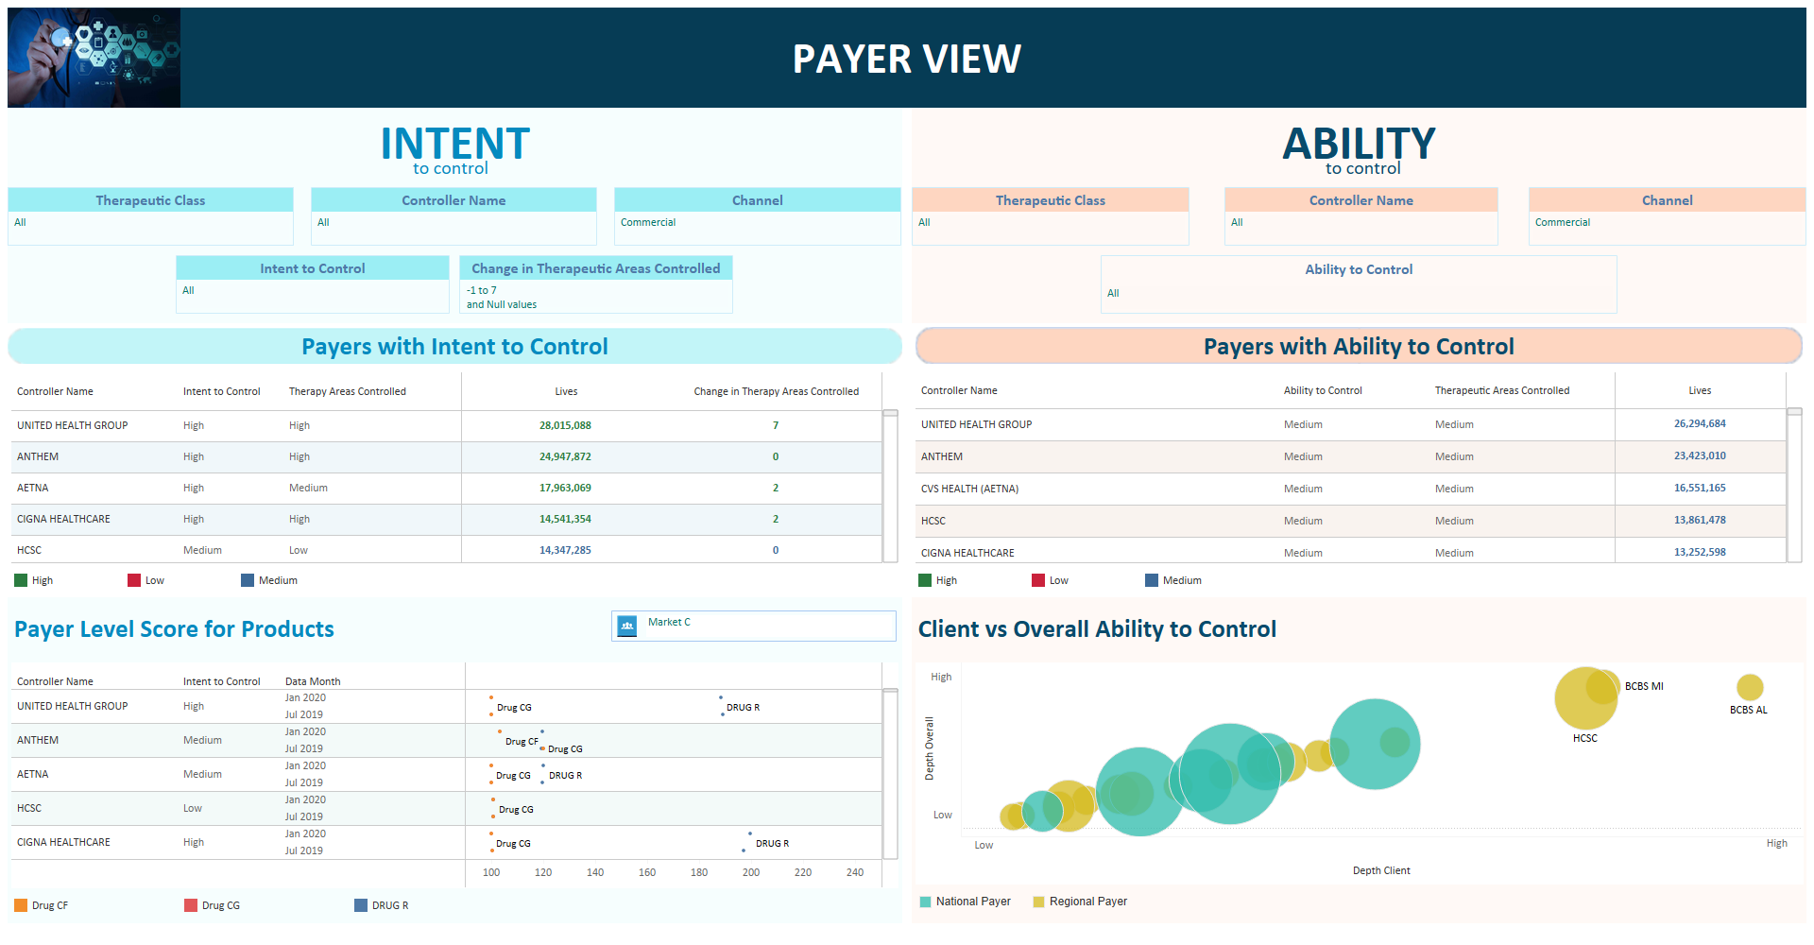 PAYER VIEW
INTENT
to control
Therapeutic Class
Controller Name
Channel
All
All
Commercial
Intent to Control
Change in Therapeutic Areas Controlled
All
-1 to 7
and Null values
ABILITY
to control
Therapeutic Class
Controller Name
Channel
All
All
Commercial
Ability to Control
All
Payers with Intent to Control
Controller Name Intent to Control Therapy Areas Controlled Lives Change in Therapy Areas Controlled
UNITED HEALTH GROUP High High 28,015,088 7
ANTHEM High High 24,947,872 0
AETNA High Medium 17,963,069 2
CIGNA HEALTHCARE High High 14,541,354 2
HCSC Medium Low 14,347,285 0
High Low Medium
Payers with Ability to Control
Controller Name Ability to Control Therapeutic Areas Controlled Lives
UNITED HEALTH GROUP Medium Medium 26,294,684
ANTHEM Medium Medium 23,423,010
CVS HEALTH (AETNA) Medium Medium 16,551,165
HCSC Medium Medium 13,861,478
CIGNA HEALTHCARE Medium Medium 13,252,598
High Low Medium
Payer Level Score for Products
Market C
Controller Name Intent to Control Data Month
UNITED HEALTH GROUP High Jan 2020
Jul 2019
Drug CG DRUG R
ANTHEM Medium Jan 2020
Jul 2019
Drug CF Drug CG
AETNA Medium Jan 2020
Jul 2019
Drug CG DRUG R
HCSC Low Jan 2020
Jul 2019
Drug CG
CIGNA HEALTHCARE High Jan 2020
Jul 2019
Drug CG DRUG R
100 120 140 160 180 200 220 240
Drug CF Drug CG DRUG R
Client vs Overall Ability to Control
High
Depth Overall
Low
BCBS MI
BCBS AL
HCSC
Low High
Depth Client
National Payer Regional Payer